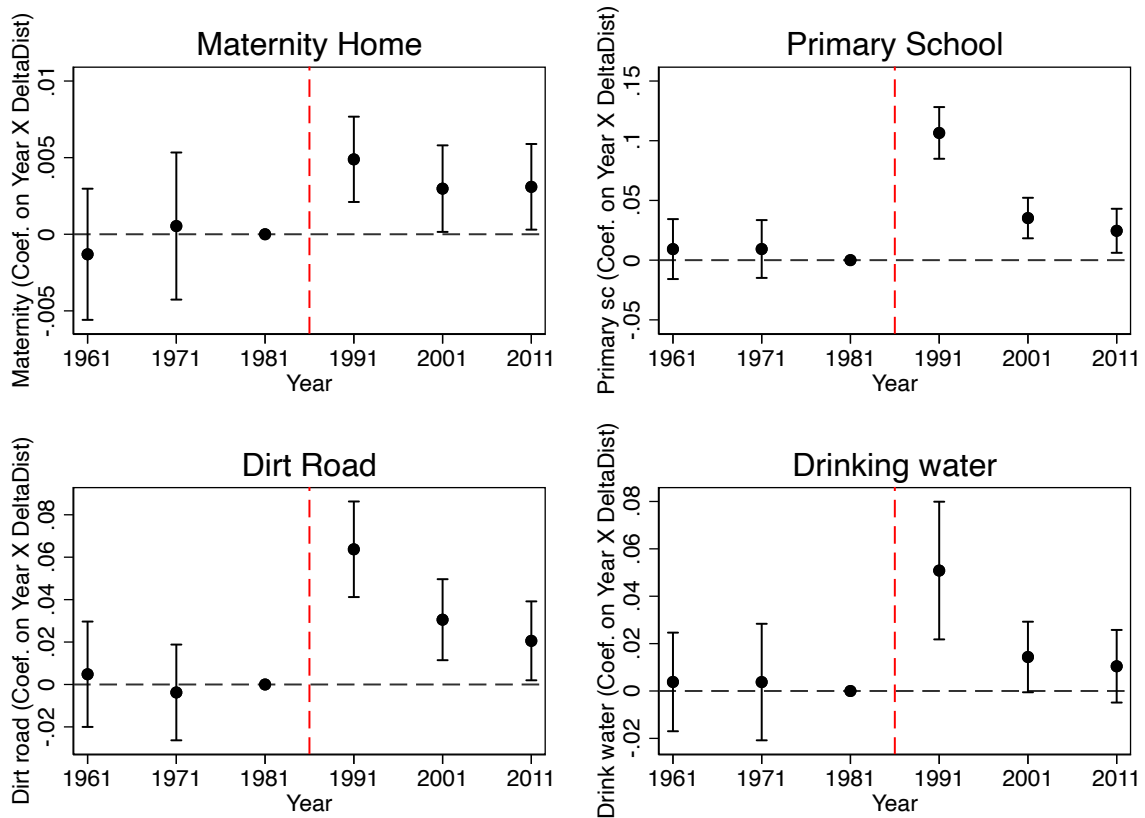 Maternity Home
Maternity (Coef. on Year X DeltaDist)
.01
.005
0
-.005
1961 1971 1981 1991 2001 2011
Year
Primary School
Primary sc (Coef. on Year X DeltaDist)
.15
.1
.05
0
-.05
1961 1971 1981 1991 2001 2011
Year
Dirt Road
Dirt road (Coef. on Year X DeltaDist)
.08
.06
.04
.02
0
-.02
1961 1971 1981 1991 2001 2011
Year
Drinking water
Drink water (Coef. on Year X DeltaDist)
.08
.06
.04
.02
0
-.02
1961 1971 1981 1991 2001 2011
Year